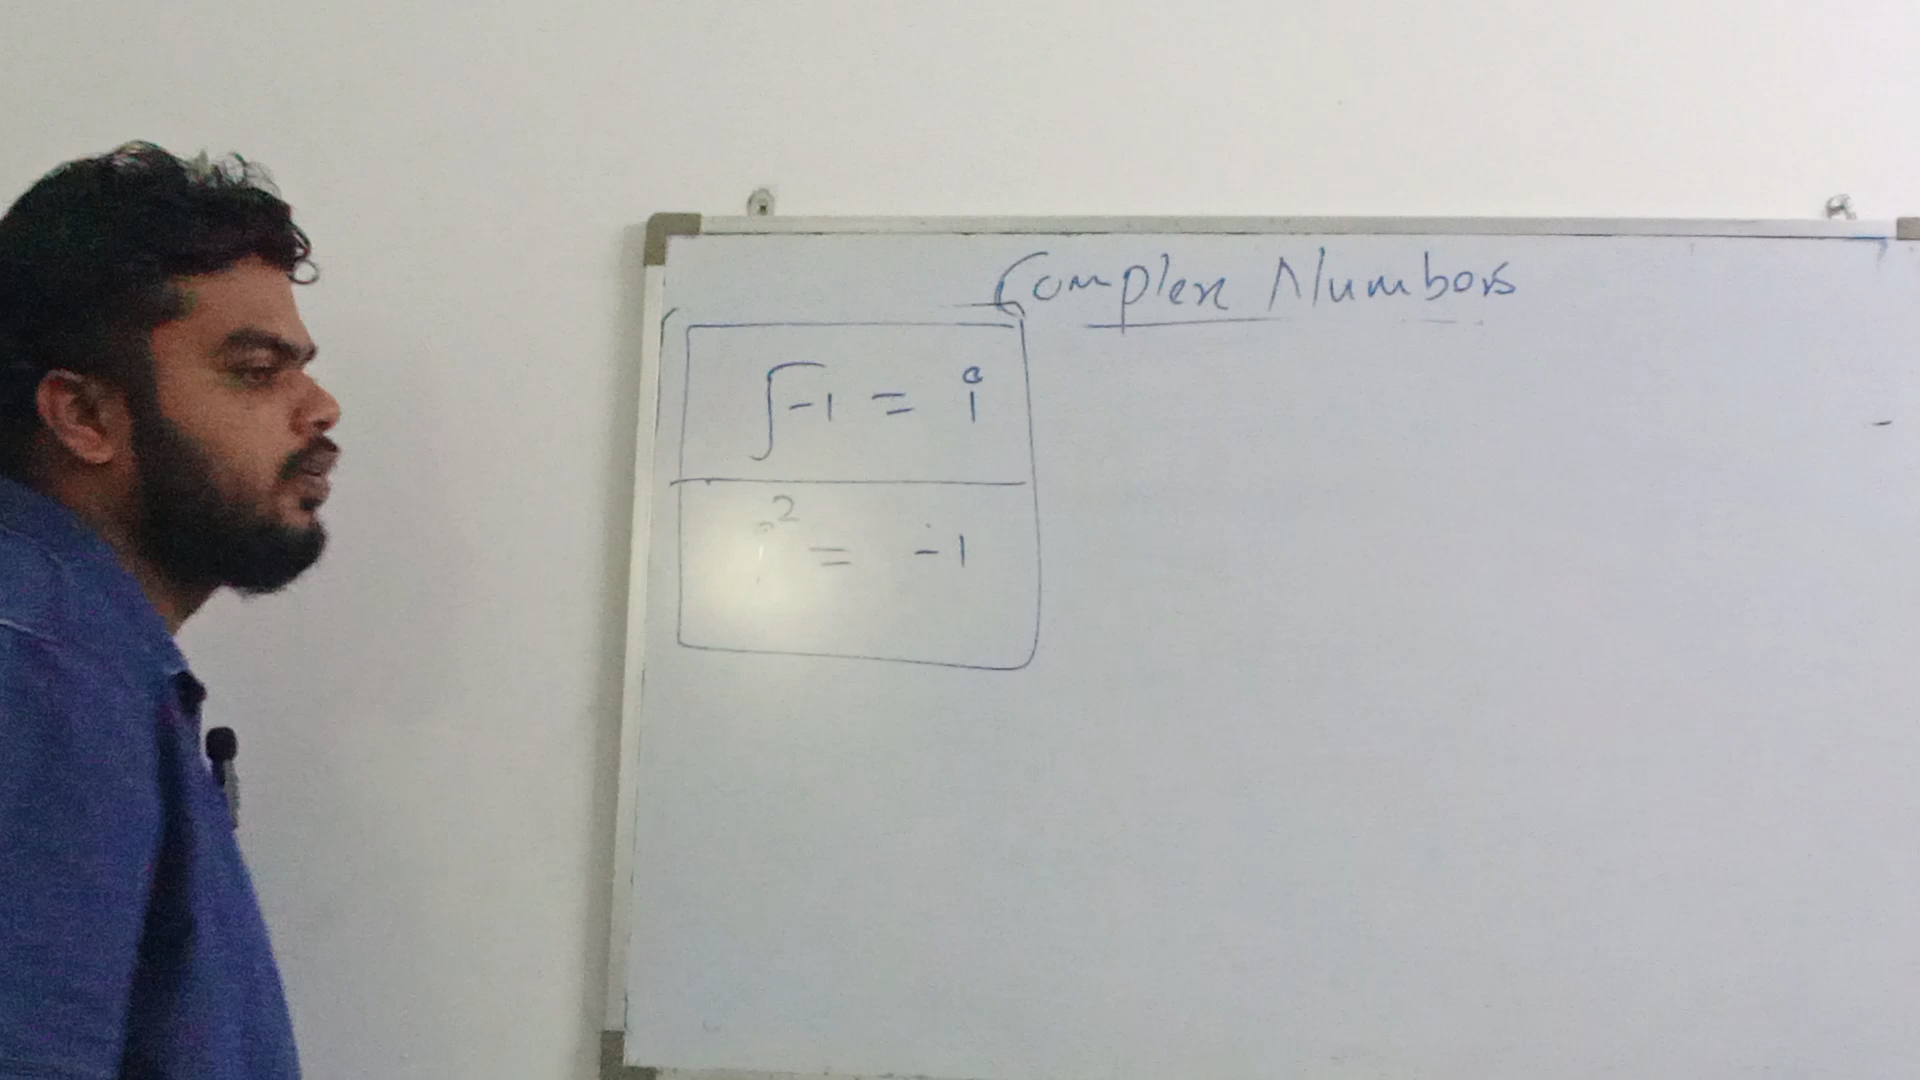 Complex Numbers
√-1 = i
i² = -1